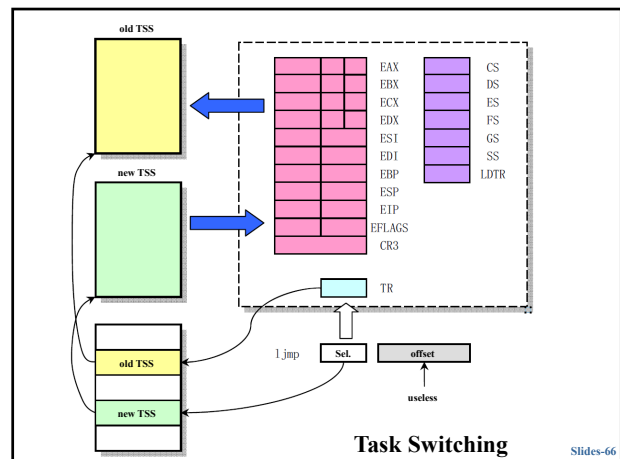 old TSS
EAX
EBX
ECX
EDX
ESI
EDI
EBP
ESP
EIP
EFLAGS
CR3
CS
DS
ES
FS
GS
SS
LDTR
new TSS
TR
ljmp
Sel.
offset
old TSS
useless
new TSS
Task Switching
Slides-66